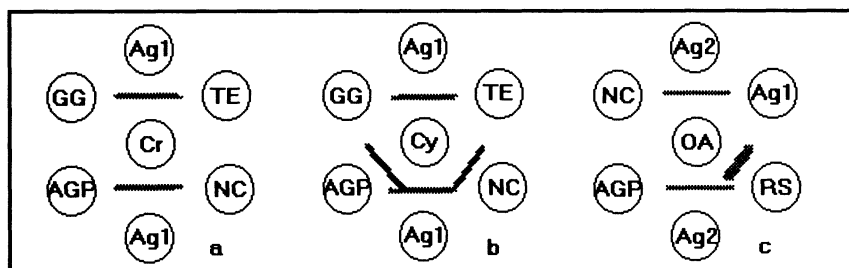 Ag1 Ag1 Ag2
GG TE GG TE NC Ag1
Cr Cy OA
AGP NC AGP NC AGP RS
Ag1 a Ag1 b Ag2 c